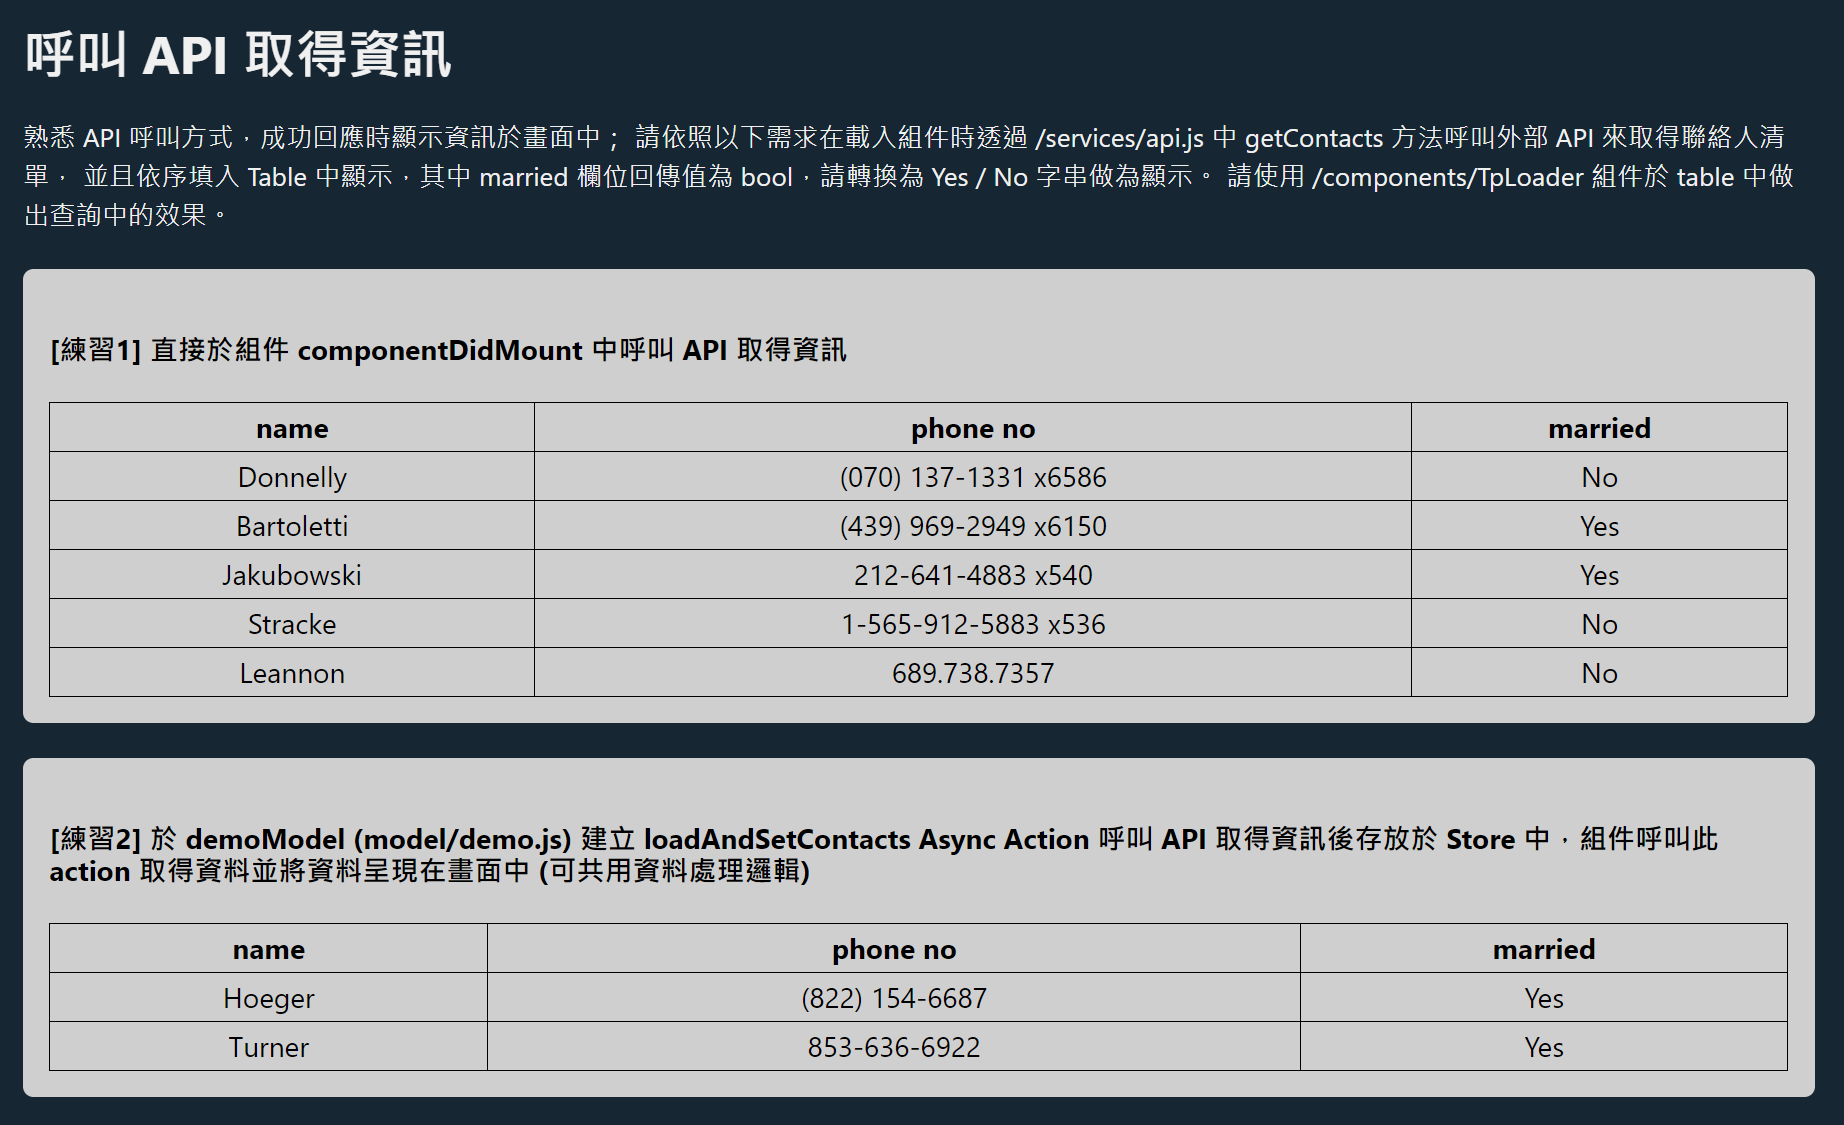 呼叫 API 取得資訊
熟悉 API 呼叫方式，成功回應時顯示資訊於畫面中； 請依照以下需求在載入組件時透過 /services/api.js 中 getContacts 方法呼叫外部 API 來取得聯絡人清
單， 並且依序填入 Table 中顯示，其中 married 欄位回傳值為 bool，請轉換為 Yes / No 字串做為顯示。 請使用 /components/TpLoader 組件於 table 中做
出查詢中的效果。
[練習1] 直接於組件 componentDidMount 中呼叫 API 取得資訊
name phone no married
Donnelly (070) 137-1331 x6586 No
Bartoletti (439) 969-2949 x6150 Yes
Jakubowski 212-641-4883 x540 Yes
Stracke 1-565-912-5883 x536 No
Leannon 689.738.7357 No
[練習2] 於 demoModel (model/demo.js) 建立 loadAndSetContacts Async Action 呼叫 API 取得資訊後存放於 Store 中，組件呼叫此
action 取得資料並將資料呈現在畫面中 (可共用資料處理邏輯)
name phone no married
Hoeger (822) 154-6687 Yes
Turner 853-636-6922 Yes